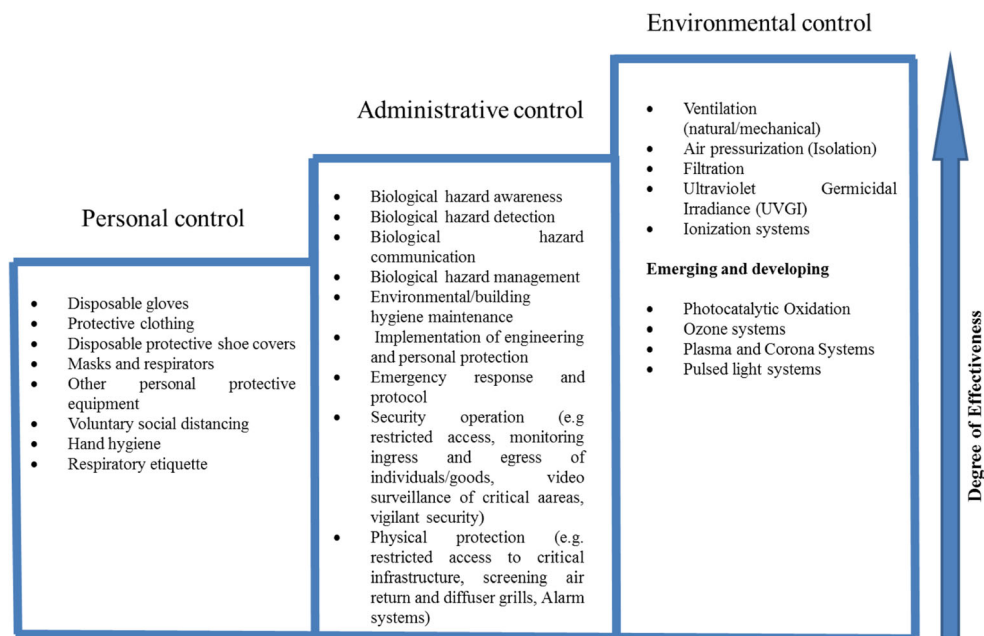 Environmental control
Administrative control
Personal control
• Disposable gloves
• Protective clothing
• Disposable protective shoe covers
• Masks and respirators
• Other personal protective
equipment
• Voluntary social distancing
• Hand hygiene
• Respiratory etiquette
• Biological hazard awareness
• Biological hazard detection
• Biological hazard
communication
• Biological hazard management
• Environmental/building
hygiene maintenance
• Implementation of engineering
and personal protection
• Emergency response and
protocol
• Security operation (e.g
restricted access, monitoring
ingress and egress of
individuals/goods, video
surveillance of critical aareas,
vigilant security)
• Physical protection (e.g.
restricted access to critical
infrastructure, screening air
return and diffuser grills, Alarm
systems)
• Ventilation
(natural/mechanical)
• Air pressurization (Isolation)
• Filtration
• Ultraviolet Germicidal
Irradiance (UVGI)
• Ionization systems
Emerging and developing
• Photocatalytic Oxidation
• Ozone systems
• Plasma and Corona Systems
• Pulsed light systems
Degree of Effectiveness